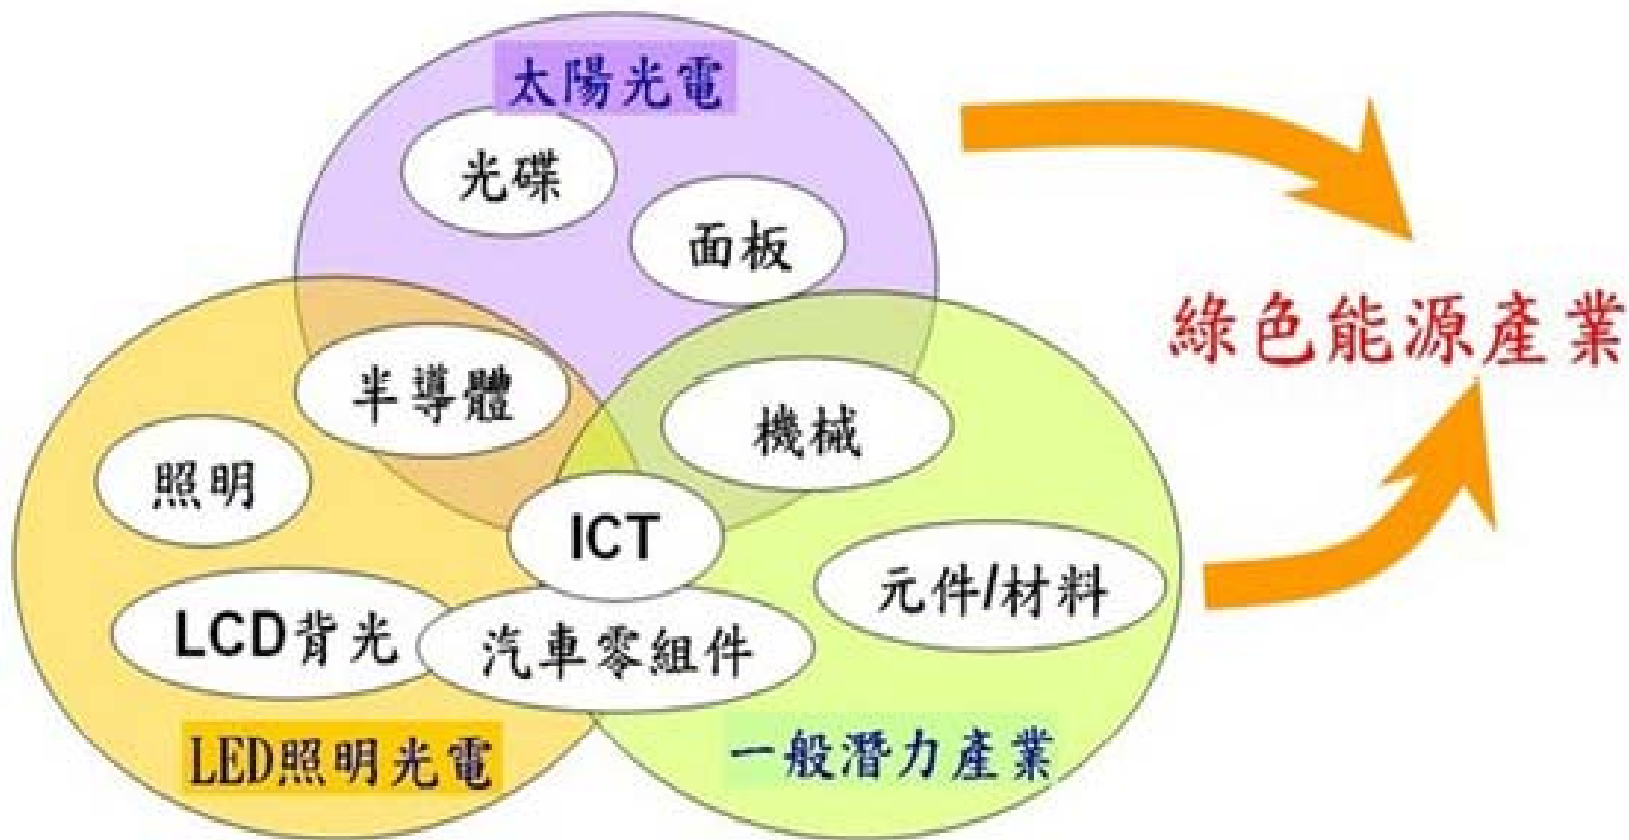 太陽光電
光碟
面板
綠色能源產業
半導體
機械
照明
ICT
元件/材料
LCD背光
汽車零組件
LED照明光電
一般潛力產業